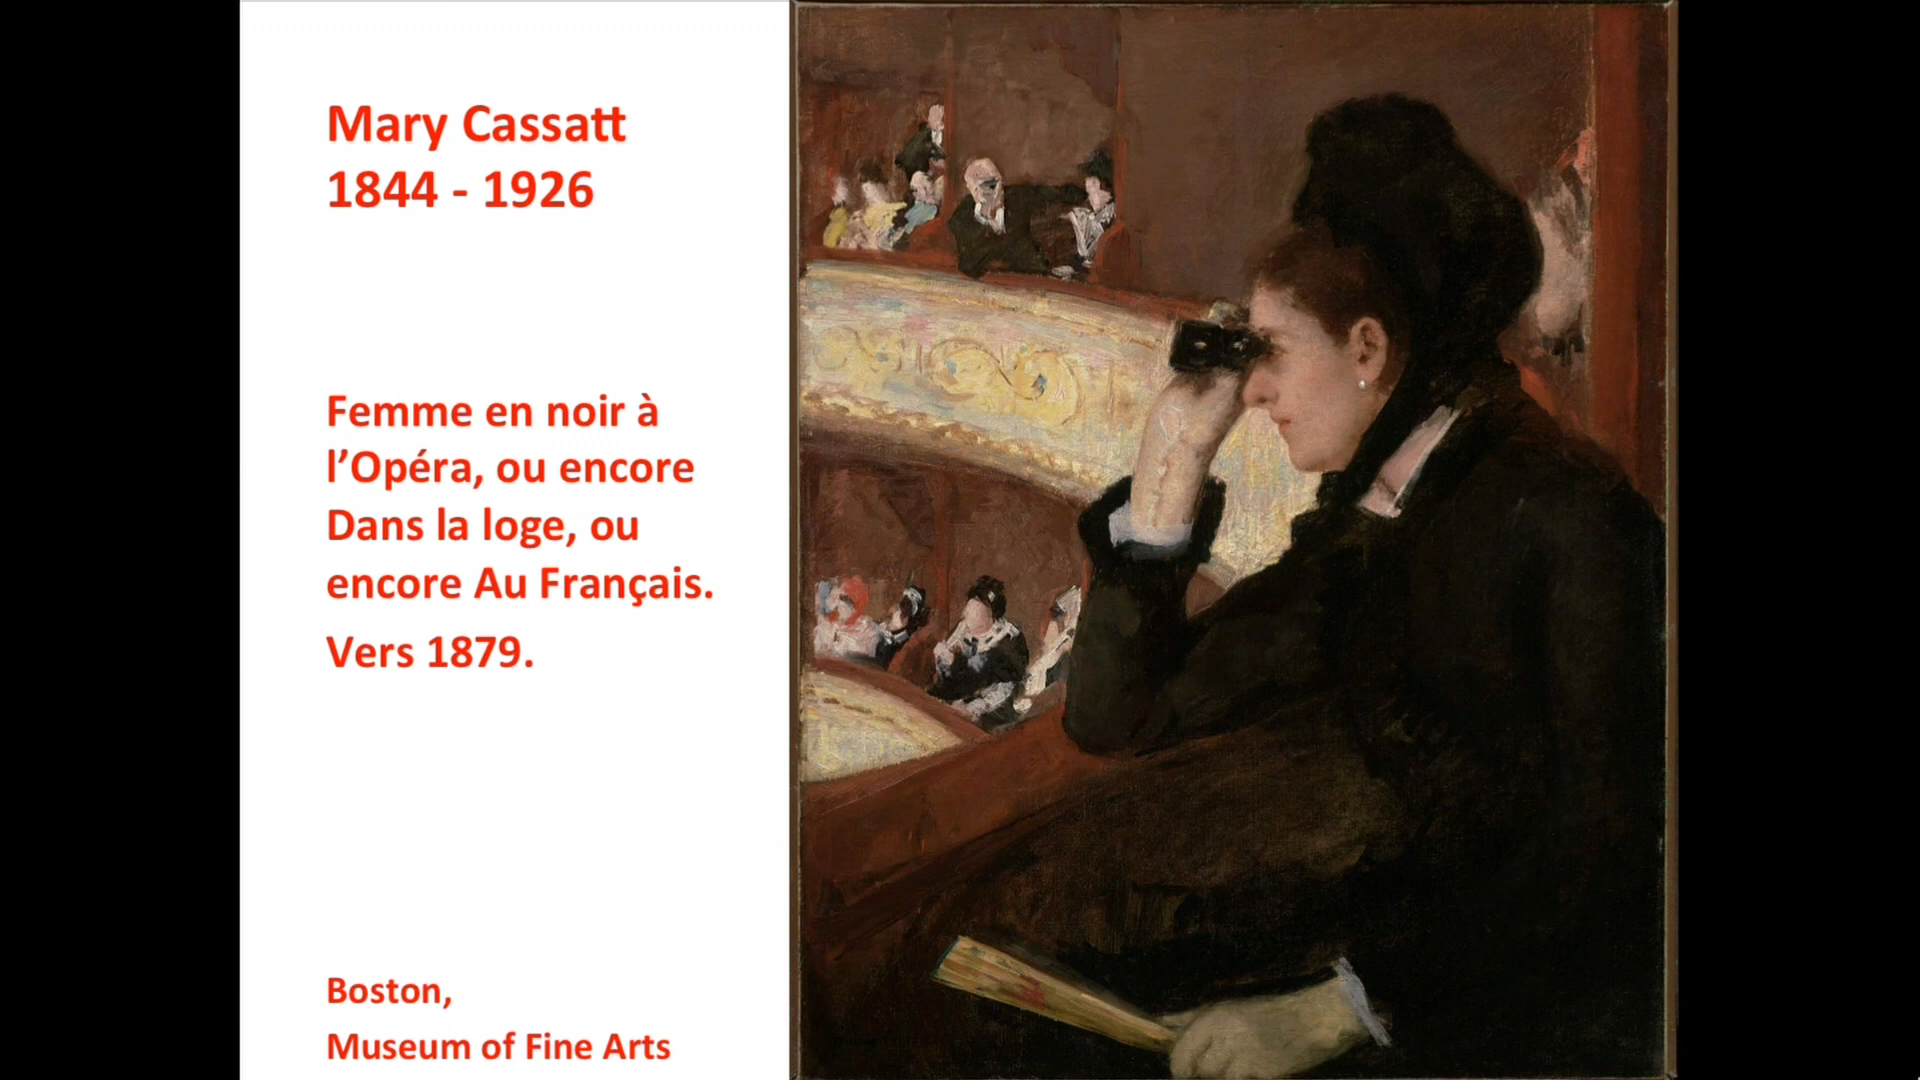 Mary Cassatt
1844 - 1926
Femme en noir à
l’Opéra, ou encore
Dans la loge, ou
encore Au Français.
Vers 1879.
Boston,
Museum of Fine Arts